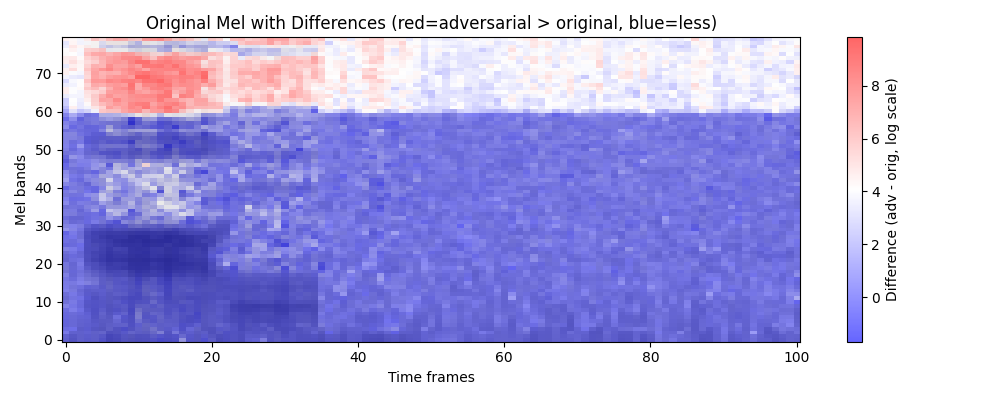 Original Mel with Differences (red=adversarial > original, blue=less)
70
60
50
40
30
20
10
0
Mel bands
0 20 40 60 80 100
Time frames
8
6
4
2
0
Difference (adv - orig, log scale)